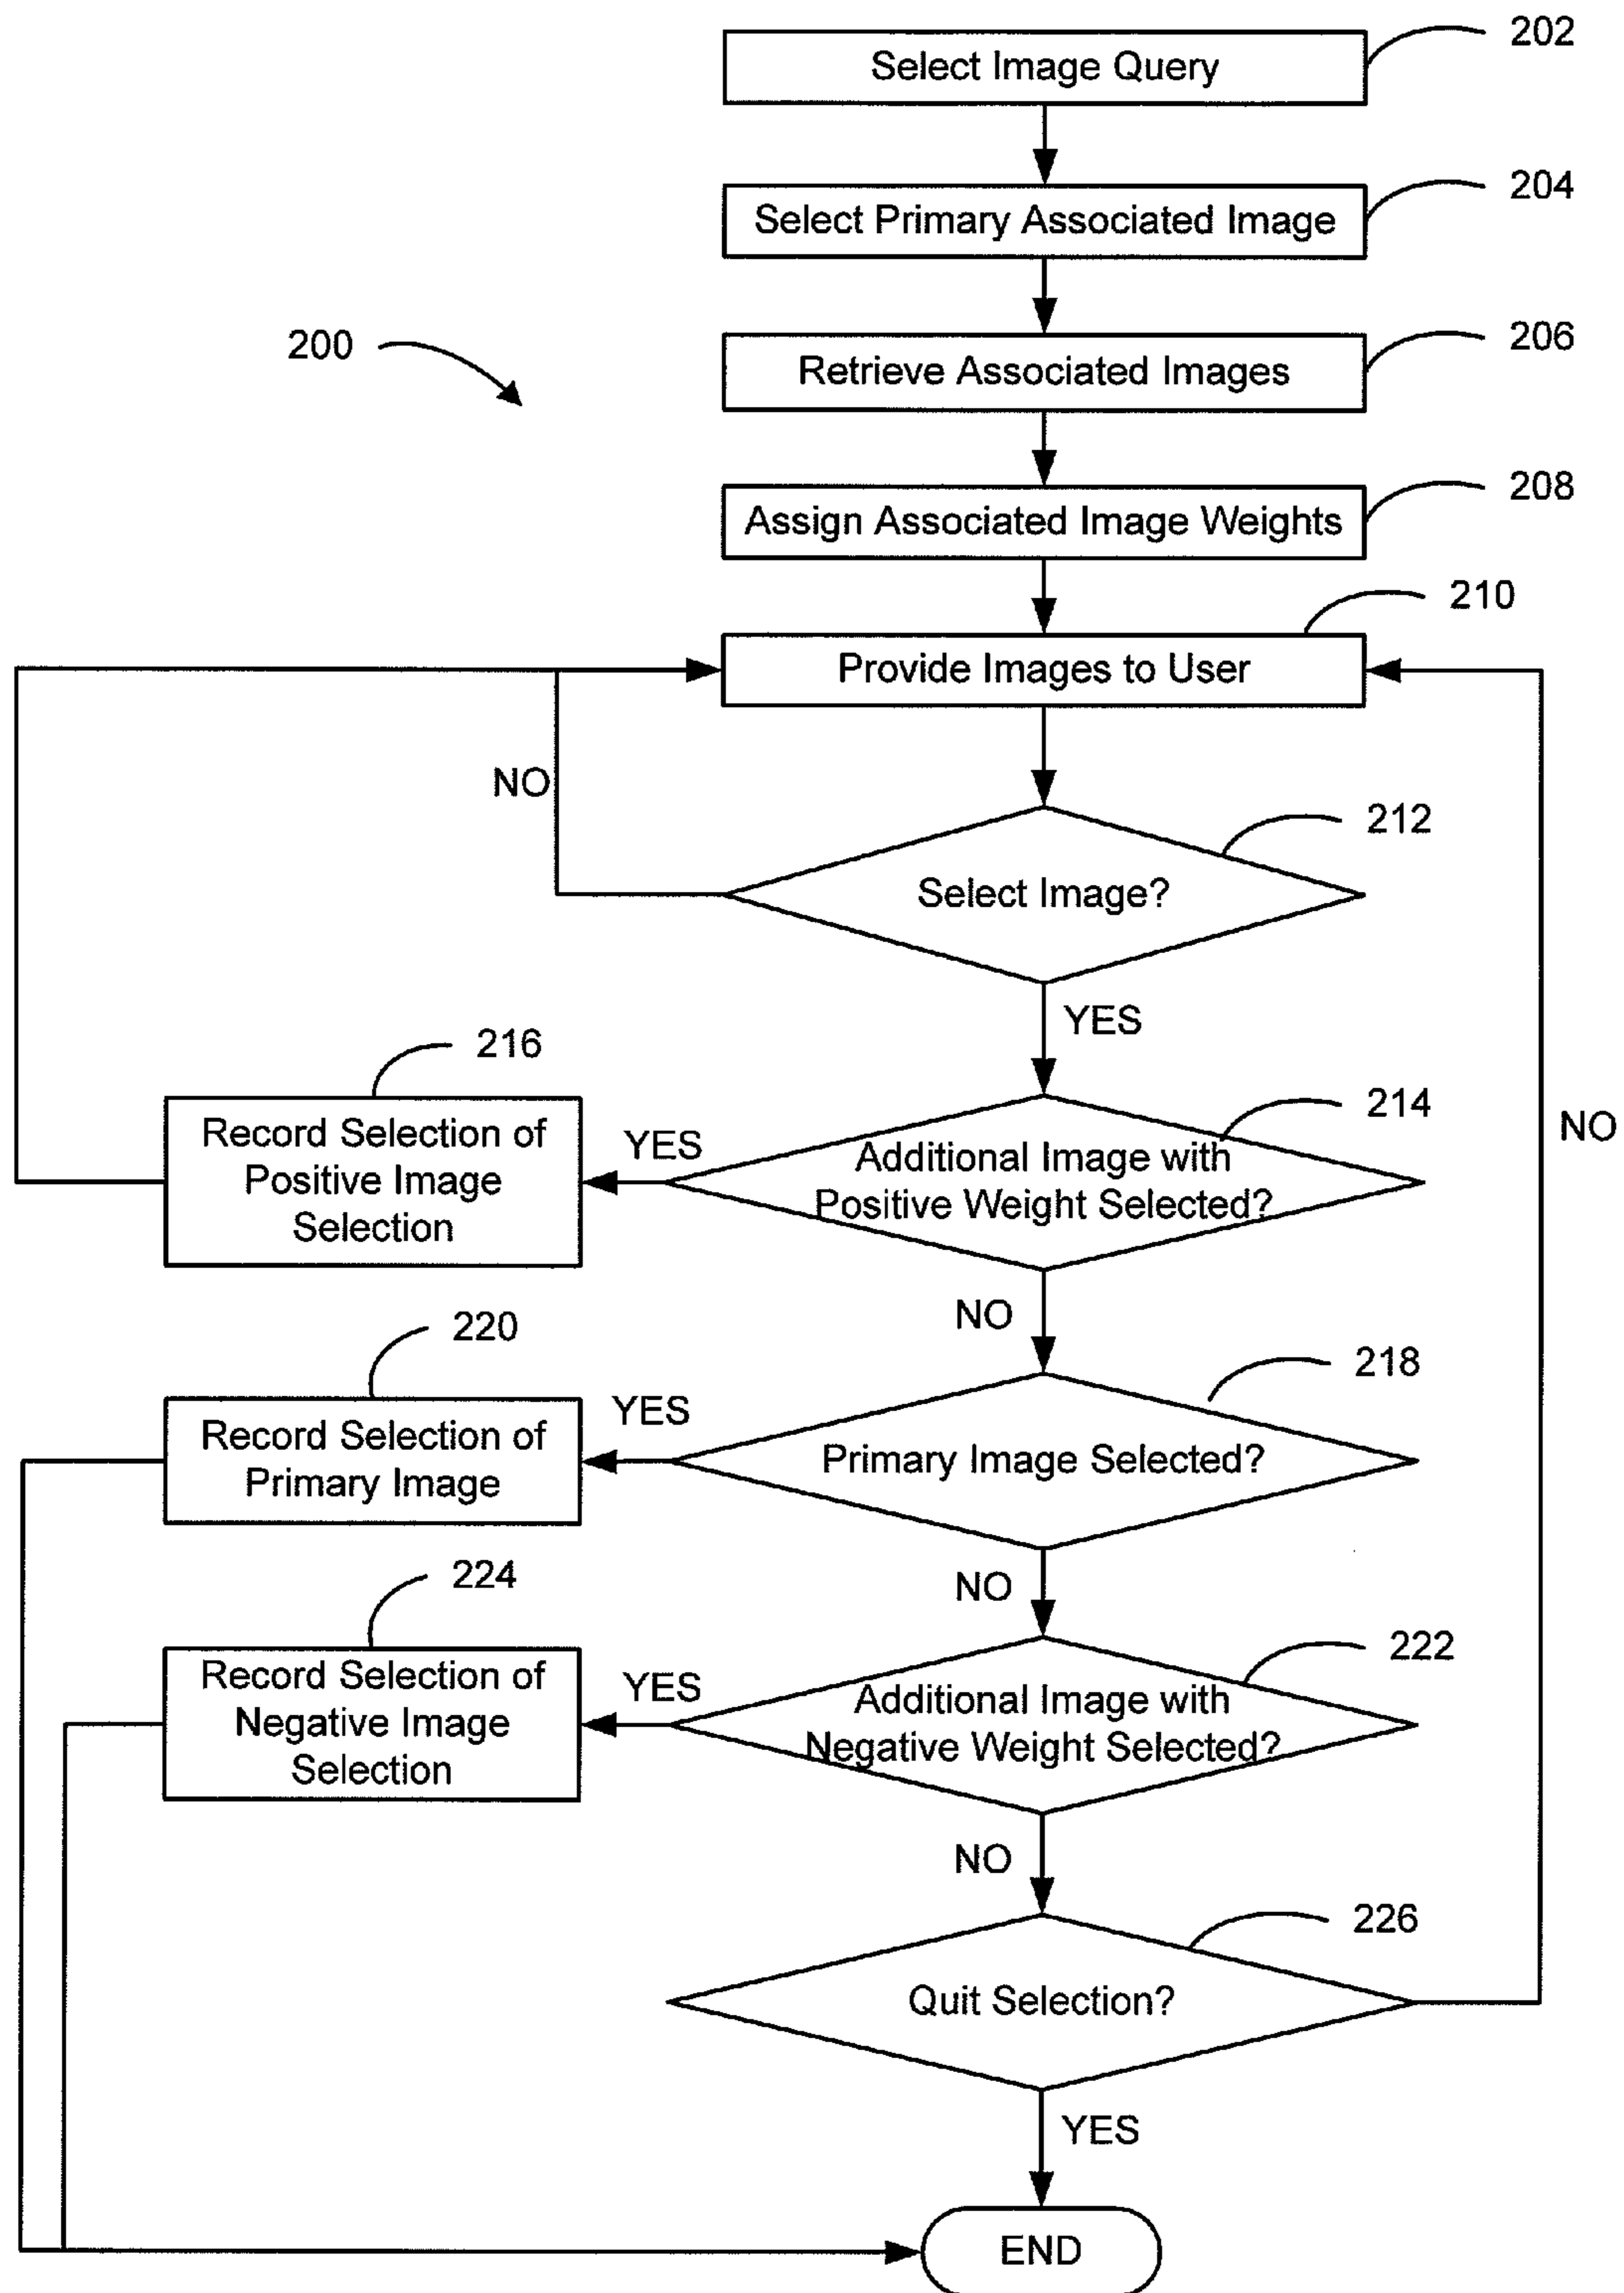 202
Select Image Query
204
Select Primary Associated Image
200
206
Retrieve Associated Images
208
Assign Associated Image Weights
210
Provide Images to User
NO
212
Select Image?
YES
216
Record Selection of
Positive Image
Selection
YES
214
Additional Image with
Positive Weight Selected?
NO
NO
220
Record Selection of
Primary Image
YES
218
Primary Image Selected?
NO
224
Record Selection of
Negative Image
Selection
YES
222
Additional Image with
Negative Weight Selected?
NO
226
Quit Selection?
YES
END